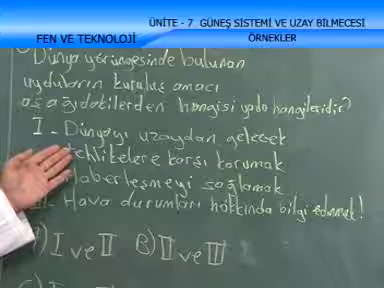 ÜNİTE - 7 GÜNEŞ SİSTEMİ VE UZAY BİLMECESİ
FEN VE TEKNOLOJİ
ÖRNEKLER
Dünya yörüngesinde bulunan
uyduların kuruluş amacı
aşağıdakilerden hangisi yada hangileridir?
I - Dünyayı uzaydan gelecek
tehlikelere karşı korumak
Haberleşmeyi sağlamak
Hava durumları hakkında bilgi edinmek!
A) I ve II B) II ve III